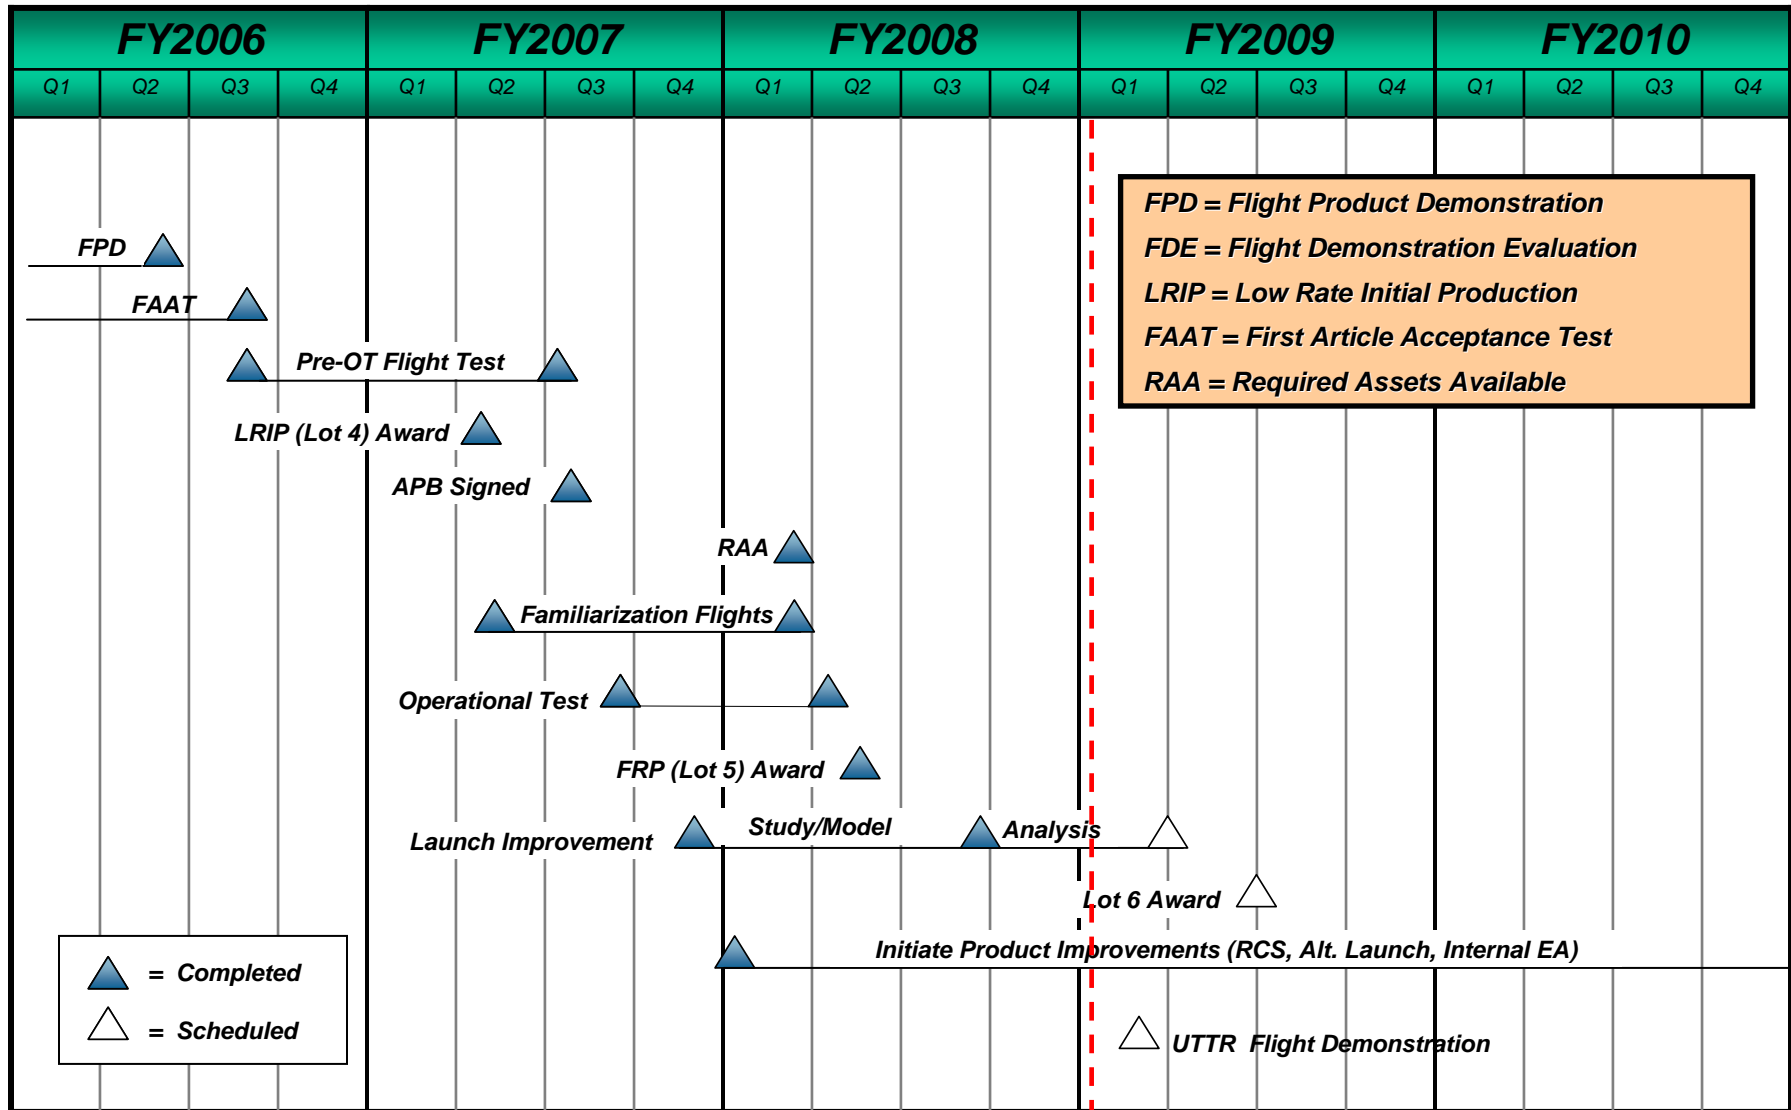 FY2006 FY2007 FY2008 FY2009 FY2010
Q1 Q2 Q3 Q4 Q1 Q2 Q3 Q4 Q1 Q2 Q3 Q4 Q1 Q2 Q3 Q4 Q1 Q2 Q3 Q4
FPD = Flight Product Demonstration
FDE = Flight Demonstration Evaluation
LRIP = Low Rate Initial Production
FAAT = First Article Acceptance Test
RAA = Required Assets Available
FPD
FAAT
Pre-OT Flight Test
LRIP (Lot 4) Award
APB Signed
RAA
Familiarization Flights
Operational Test
FRP (Lot 5) Award
Launch Improvement Study/Model Analysis
Lot 6 Award
Initiate Product Improvements (RCS, Alt. Launch, Internal EA)
UTTR Flight Demonstration
= Completed
= Scheduled